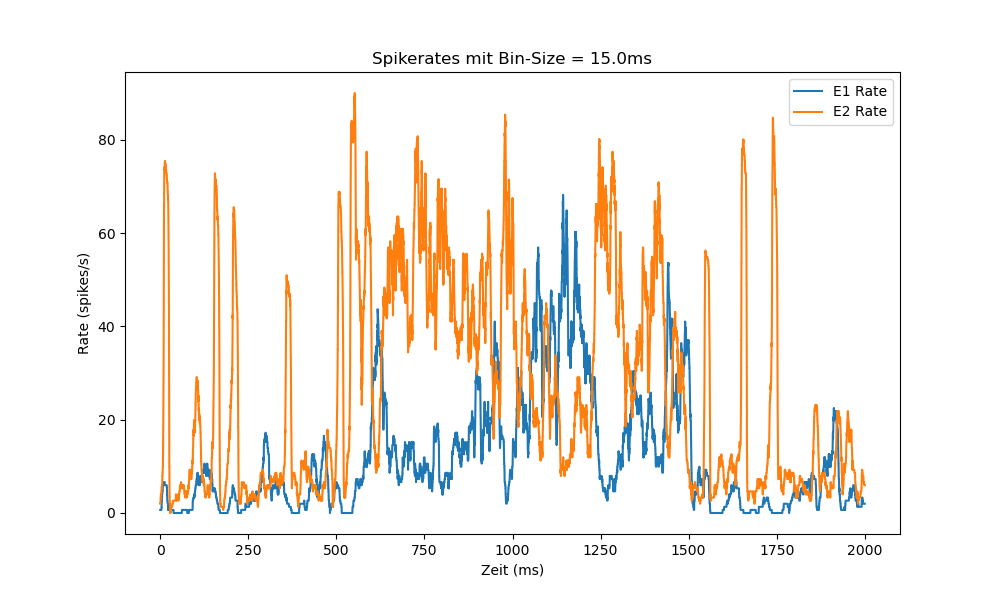 Spikerates mit Bin-Size = 15.0ms
E1 Rate
E2 Rate
80
60
40
20
0
Rate (spikes/s)
0 250 500 750 1000 1250 1500 1750 2000
Zeit (ms)